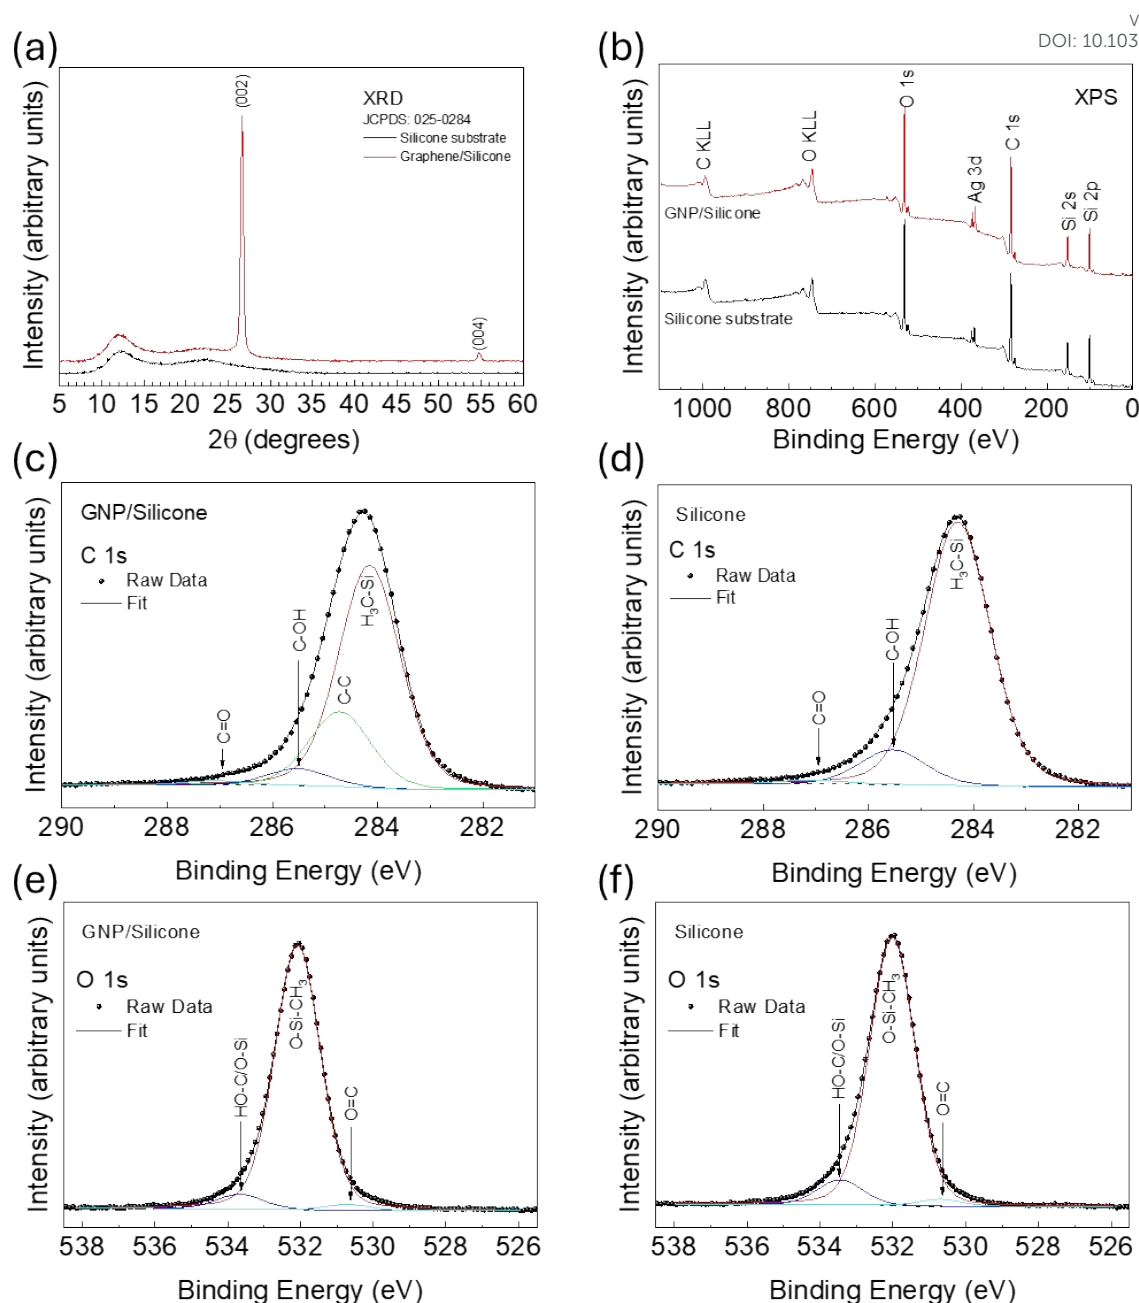 V
DOI: 10.103
(a)
Intensity (arbitrary units)
(002)
XRD
JCPDS: 025-0284
Silicone substrate
Graphene/Silicone
(004)
5 10 15 20 25 30 35 40 45 50 55 60
2θ (degrees)
(b)
Intensity (arbitrary units)
XPS
C KLL
O KLL
O 1s
Ag 3d
C 1s
Si 2s
Si 2p
GNP/Silicone
Silicone substrate
1000 800 600 400 200 0
Binding Energy (eV)
(c)
Intensity (arbitrary units)
GNP/Silicone
C 1s
Raw Data
Fit
C=O
C-OH
C-C
H3C-Si
290 288 286 284 282
Binding Energy (eV)
(d)
Intensity (arbitrary units)
Silicone
C 1s
Raw Data
Fit
C=O
C-OH
H3C-Si
290 288 286 284 282
Binding Energy (eV)
(e)
Intensity (arbitrary units)
GNP/Silicone
O 1s
Raw Data
Fit
HO-C/O-Si
O-Si-CH3
O=C
538 536 534 532 530 528 526
Binding Energy (eV)
(f)
Intensity (arbitrary units)
Silicone
O 1s
Raw Data
Fit
HO-C/O-Si
O-Si-CH3
O=C
538 536 534 532 530 528 526
Binding Energy (eV)